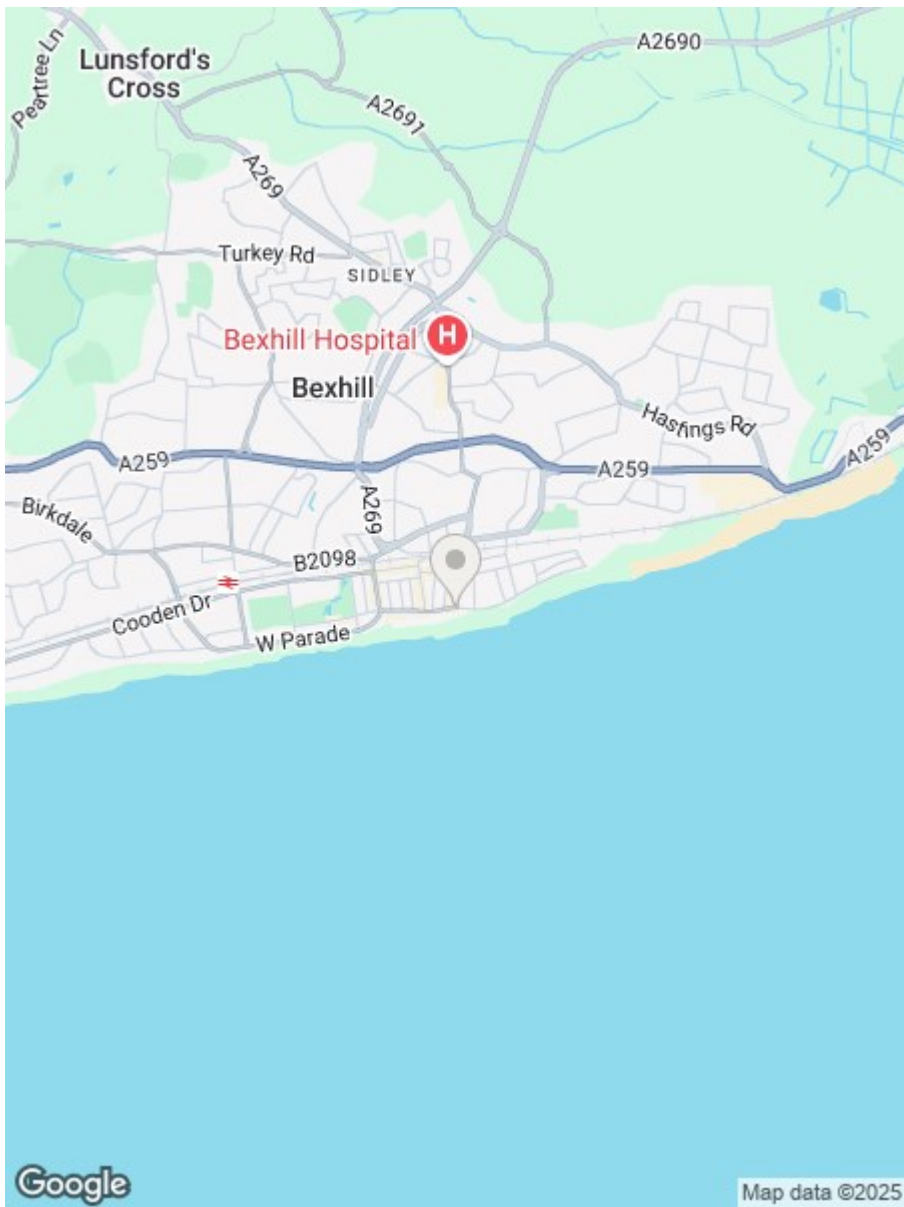 Peartree Ln
Lunsford's
Cross
A2690
A2691
A269
Turkey Rd
SIDLEY
Bexhill Hospital
H
Bexhill
Hastings Rd
A259
A259
A259
A269
Birkdale
B2098
Cooden Dr
W Parade
Google
Map data ©2025